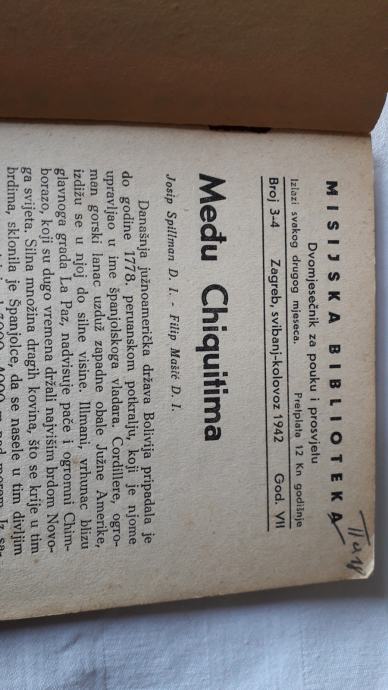 MISIJSKA BIBLIOTEKA
Dvomjesečnik za pouku i prosvjetu
Izlazi svakog drugog mjeseca. Pretplata 12 Kn godišnje
Broj 3-4 Zagreb, svibanj-kolovoz 1942 God. VII
Među Chiquitima
Josip Spillman D. I. - Filip Mašić D. I.
Današnja južnoamerička država Bolivija pripadala je
do godine 1778. peruanskom potkralju, koji je njome
upravljao u ime španjolskoga vladara. Cordillere, ogro-
man gorski lanac uzduž zapadne obale Južne Amerike,
izdižu se u njoj do silne visine. Illmani, vrhunac blizu
glavnoga grada La Paz, nadvisuje pače i ogromni Chim-
borazo, koji su dugo vremena držali najvišim brdom Novo-
ga svijeta. Silna množina dragih kovina, što se krije u tim
brdima, sklonila je Španjolce, da se nasele u tim divljim